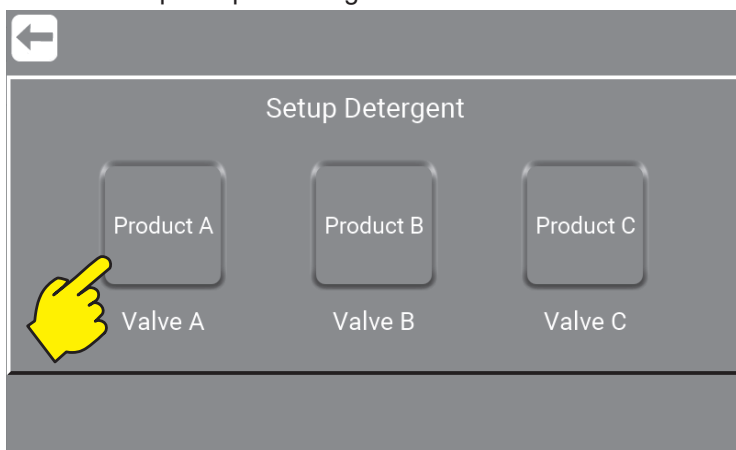 Setup Detergent
Product A Product B Product C
Valve A Valve B Valve C